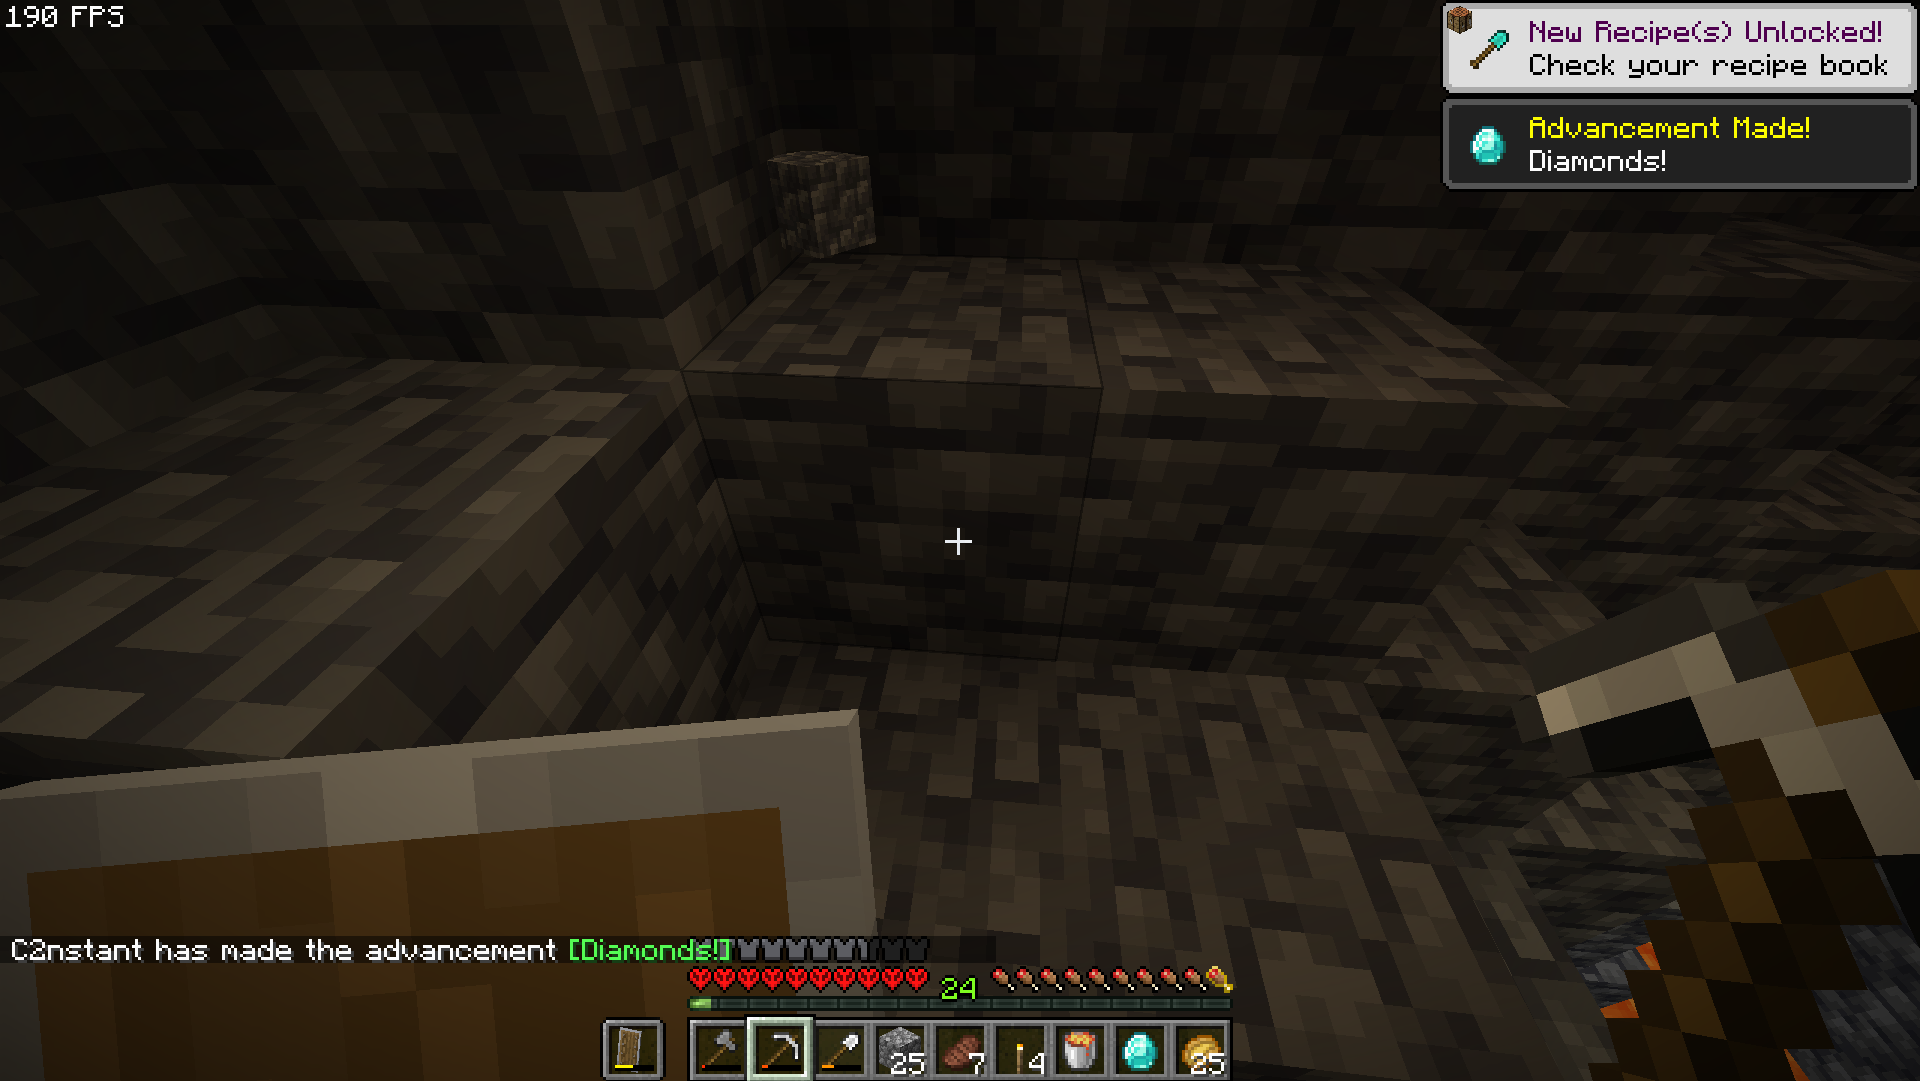 190 FPS
New Recipe(s) Unlocked!
Check your recipe book
Advancement Made!
Diamonds!
C2nstant has made the advancement [Diamonds!]
24
25
7
4
25